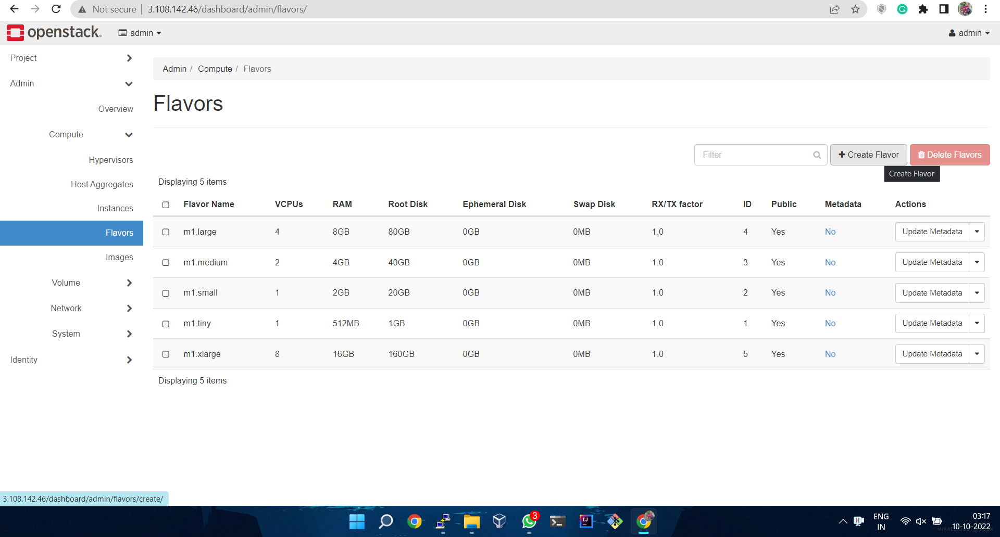 Not secure | 3.108.142.46/dashboard/admin/flavors/
openstack. admin admin
Project
Admin
Overview
Compute
Hypervisors
Host Aggregates
Instances
Flavors
Images
Volume
Network
System
Identity
Admin / Compute / Flavors
Flavors
Filter + Create Flavor Delete Flavors
Create Flavor
Displaying 5 items
Flavor Name VCPUs RAM Root Disk Ephemeral Disk Swap Disk RX/TX factor ID Public Metadata Actions
m1.large 4 8GB 80GB 0GB 0MB 1.0 4 Yes No Update Metadata
m1.medium 2 4GB 40GB 0GB 0MB 1.0 3 Yes No Update Metadata
m1.small 1 2GB 20GB 0GB 0MB 1.0 2 Yes No Update Metadata
m1.tiny 1 512MB 1GB 0GB 0MB 1.0 1 Yes No Update Metadata
m1.xlarge 8 16GB 160GB 0GB 0MB 1.0 5 Yes No Update Metadata
Displaying 5 items
3.108.142.46/dashboard/admin/flavors/create/
3
IJ
ENG
IN
03:17
10-10-2022